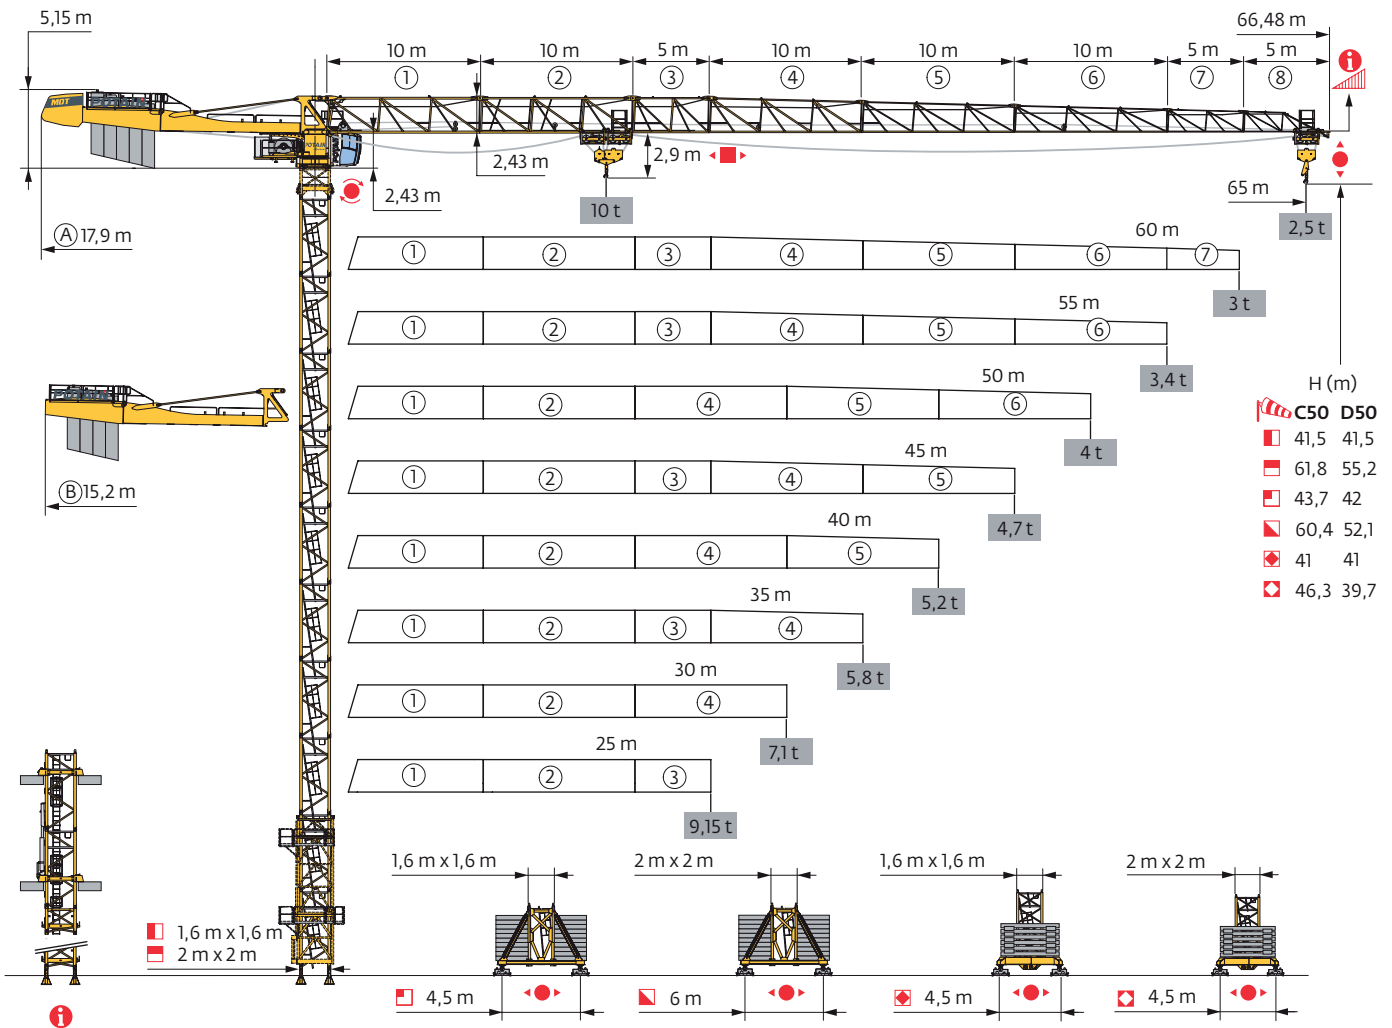 5,15 m
66,48 m
10 m 10 m 5 m 10 m 10 m 10 m 5 m 5 m
1 2 3 4 5 6 7 8
i
MDT
POTAIN
2,43 m
2,9 m
2,43 m
65 m
10 t
2,5 t
A 17,9 m
60 m
1 2 3 4 5 6 7
3 t
55 m
1 2 3 4 5 6
3,4 t
50 m
1 2 4 5 6
4 t
H (m)
C50 D50
41,5 41,5
61,8 55,2
43,7 42
60,4 52,1
41 41
46,3 39,7
B 15,2 m
45 m
1 2 3 4 5
4,7 t
40 m
1 2 4 5
5,2 t
35 m
1 2 3 4
5,8 t
30 m
1 2 4
7,1 t
25 m
1 2 3
9,15 t
1,6 m x 1,6 m 2 m x 2 m 1,6 m x 1,6 m 2 m x 2 m
1,6 m x 1,6 m
2 m x 2 m
4,5 m 6 m 4,5 m 4,5 m
i